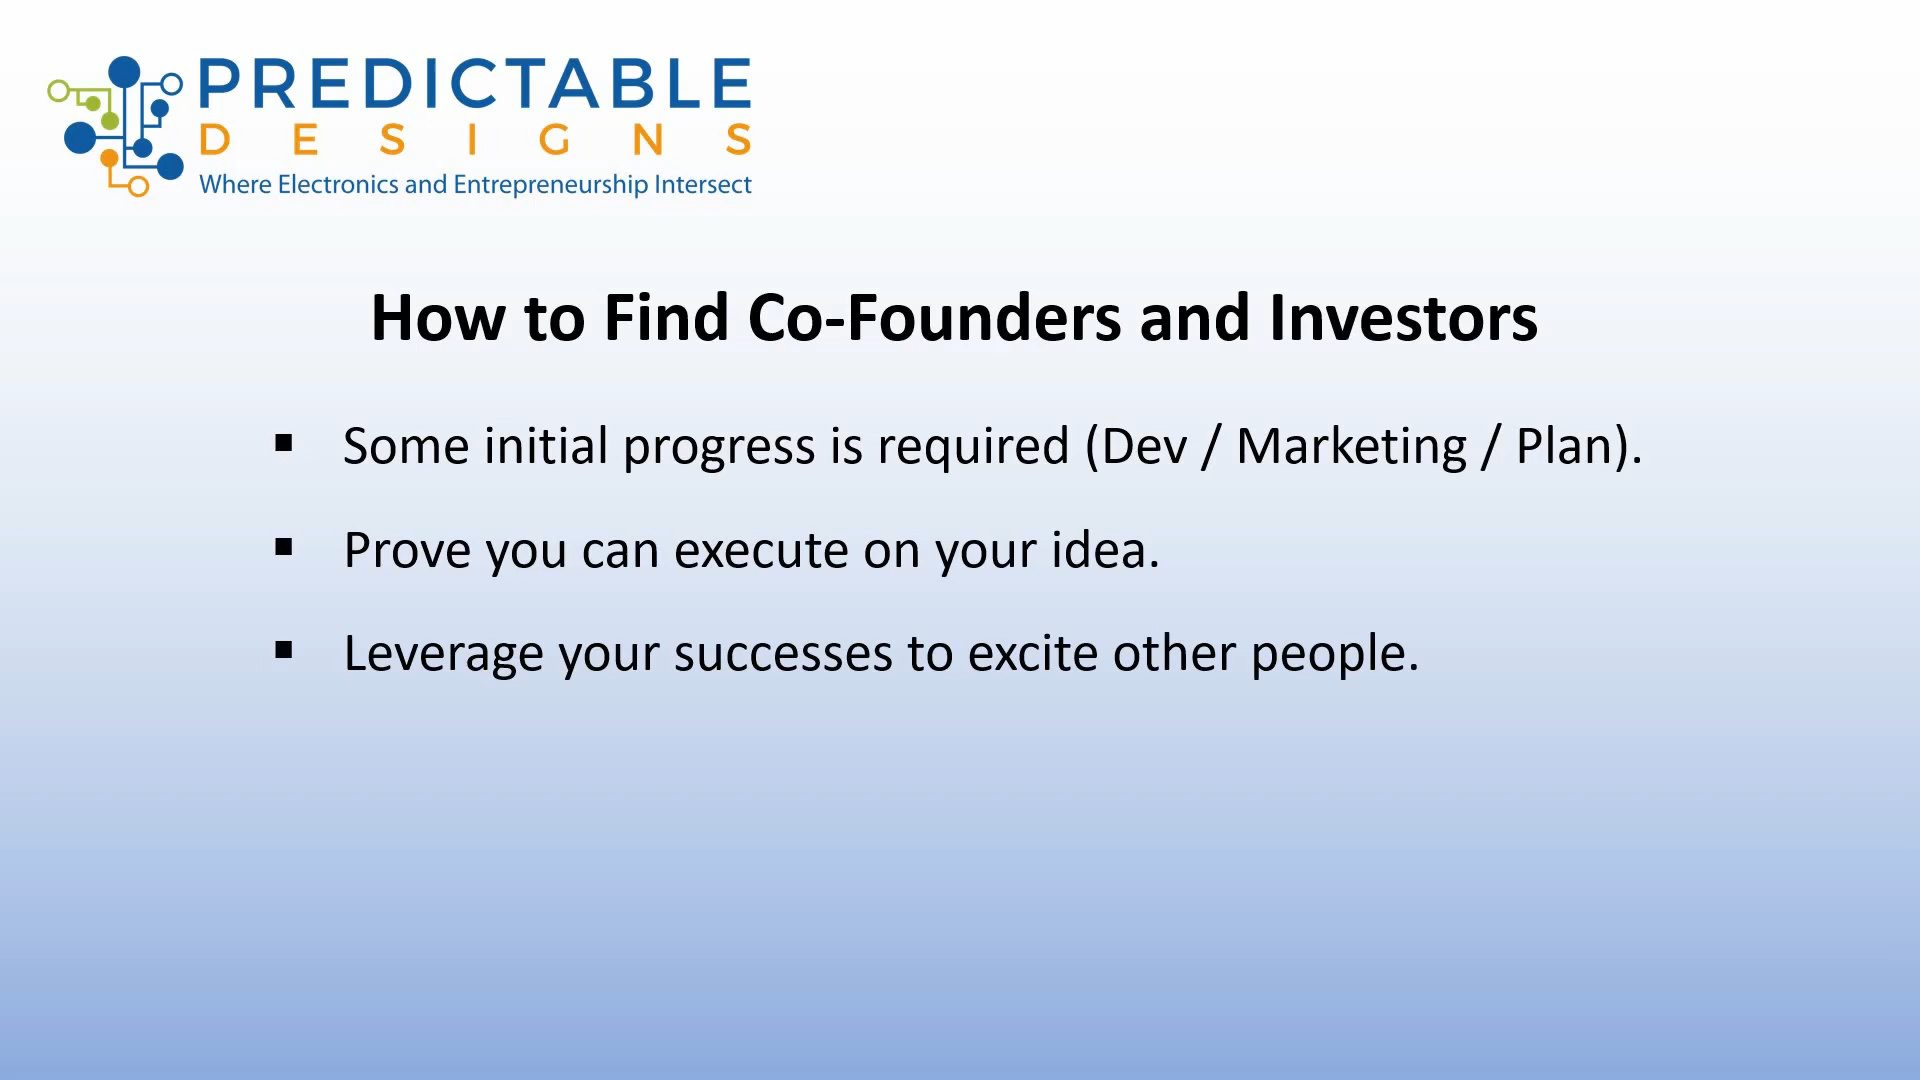 PREDICTABLE
DESIGNS
Where Electronics and Entrepreneurship Intersect
How to Find Co-Founders and Investors
▪ Some initial progress is required (Dev / Marketing / Plan).
▪ Prove you can execute on your idea.
▪ Leverage your successes to excite other people.